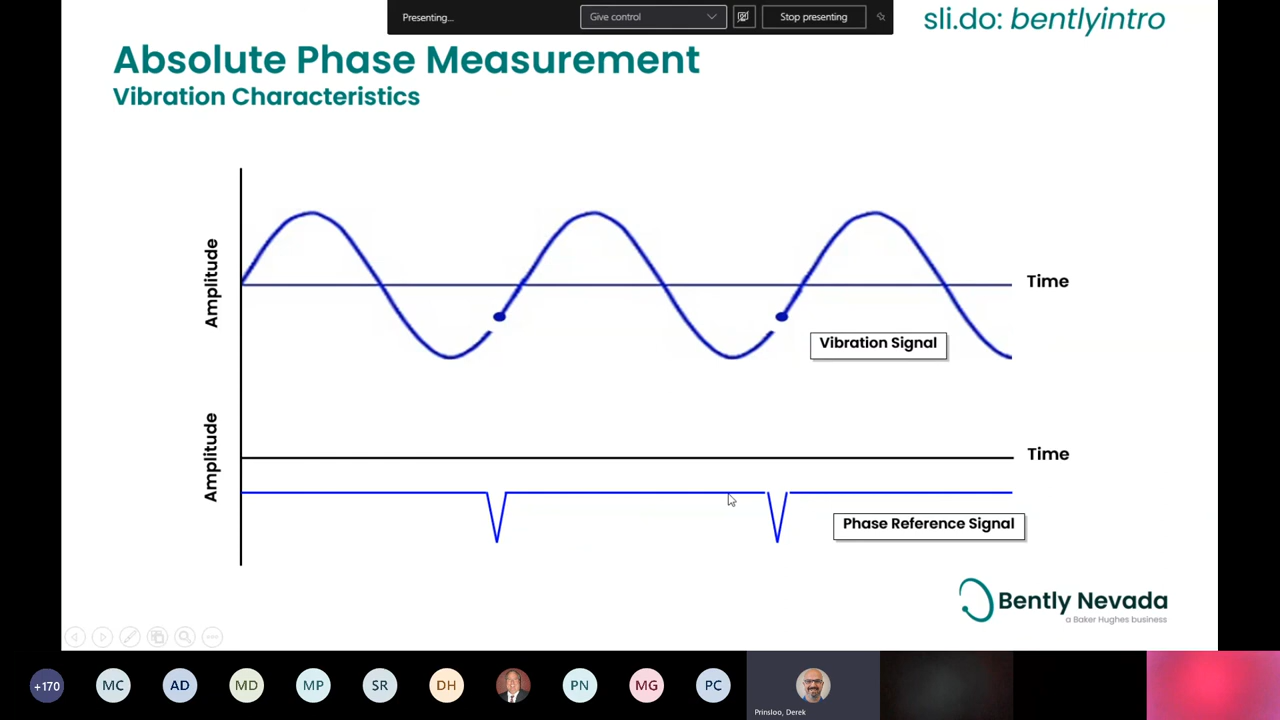 Presenting...
Give control
Stop presenting
sli.do: bentlyintro
Absolute Phase Measurement
Vibration Characteristics
Amplitude
Time
Vibration Signal
Amplitude
Time
Phase Reference Signal
Bently Nevada
a Baker Hughes business
+170
MC
AD
MD
MP
SR
DH
PN
MG
PC
Prinsloo, Derek